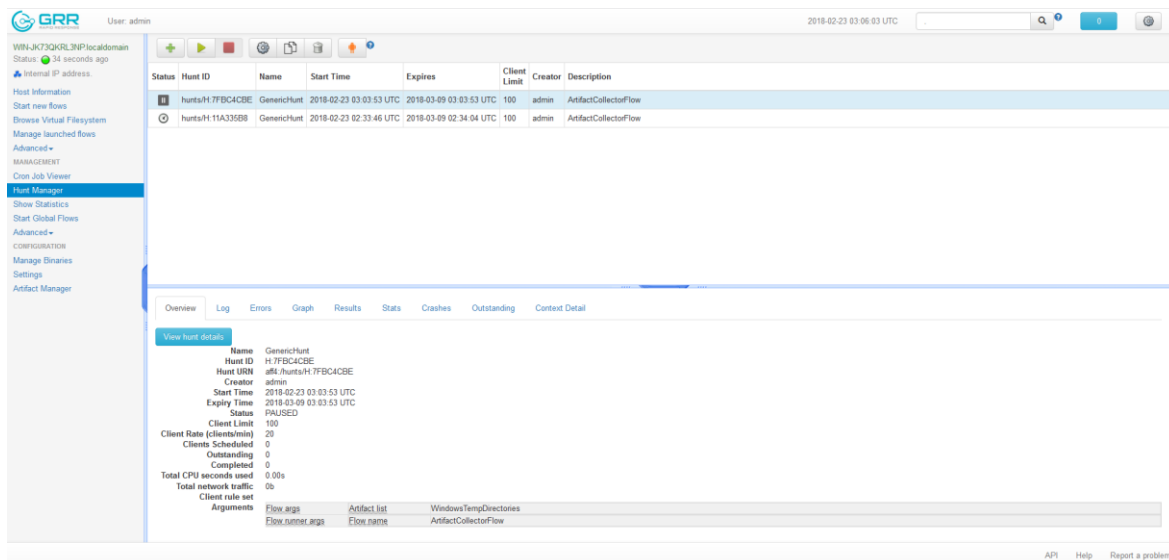 GRR
RAPID RESPONSE
User: admin
2018-02-23 03:06:03 UTC
0
WIN-JK73QKRL3NP.localdomain
Status: 34 seconds ago
Internal IP address.
Host Information
Start new flows
Browse Virtual Filesystem
Manage launched flows
Advanced
MANAGEMENT
Cron Job Viewer
Hunt Manager
Show Statistics
Start Global Flows
Advanced
CONFIGURATION
Manage Binaries
Settings
Artifact Manager
Status Hunt ID Name Start Time Expires Client Limit Creator Description
hunts/H:7FBC4CBE GenericHunt 2018-02-23 03:03:53 UTC 2018-03-09 03:03:53 UTC 100 admin ArtifactCollectorFlow
hunts/H:11A335B8 GenericHunt 2018-02-23 02:33:46 UTC 2018-03-09 02:34:04 UTC 100 admin ArtifactCollectorFlow
Overview Log Errors Graph Results Stats Crashes Outstanding Context Detail
View hunt details
Name GenericHunt
Hunt ID H:7FBC4CBE
Hunt URN aff4:/hunts/H:7FBC4CBE
Creator admin
Start Time 2018-02-23 03:03:53 UTC
Expiry Time 2018-03-09 03:03:53 UTC
Status PAUSED
Client Limit 100
Client Rate (clients/min) 20
Clients Scheduled 0
Outstanding 0
Completed 0
Total CPU seconds used 0.00s
Total network traffic 0b
Client rule set
Arguments Flow args Artifact list WindowsTempDirectories
Flow runner args Flow name ArtifactCollectorFlow
API Help Report a problem